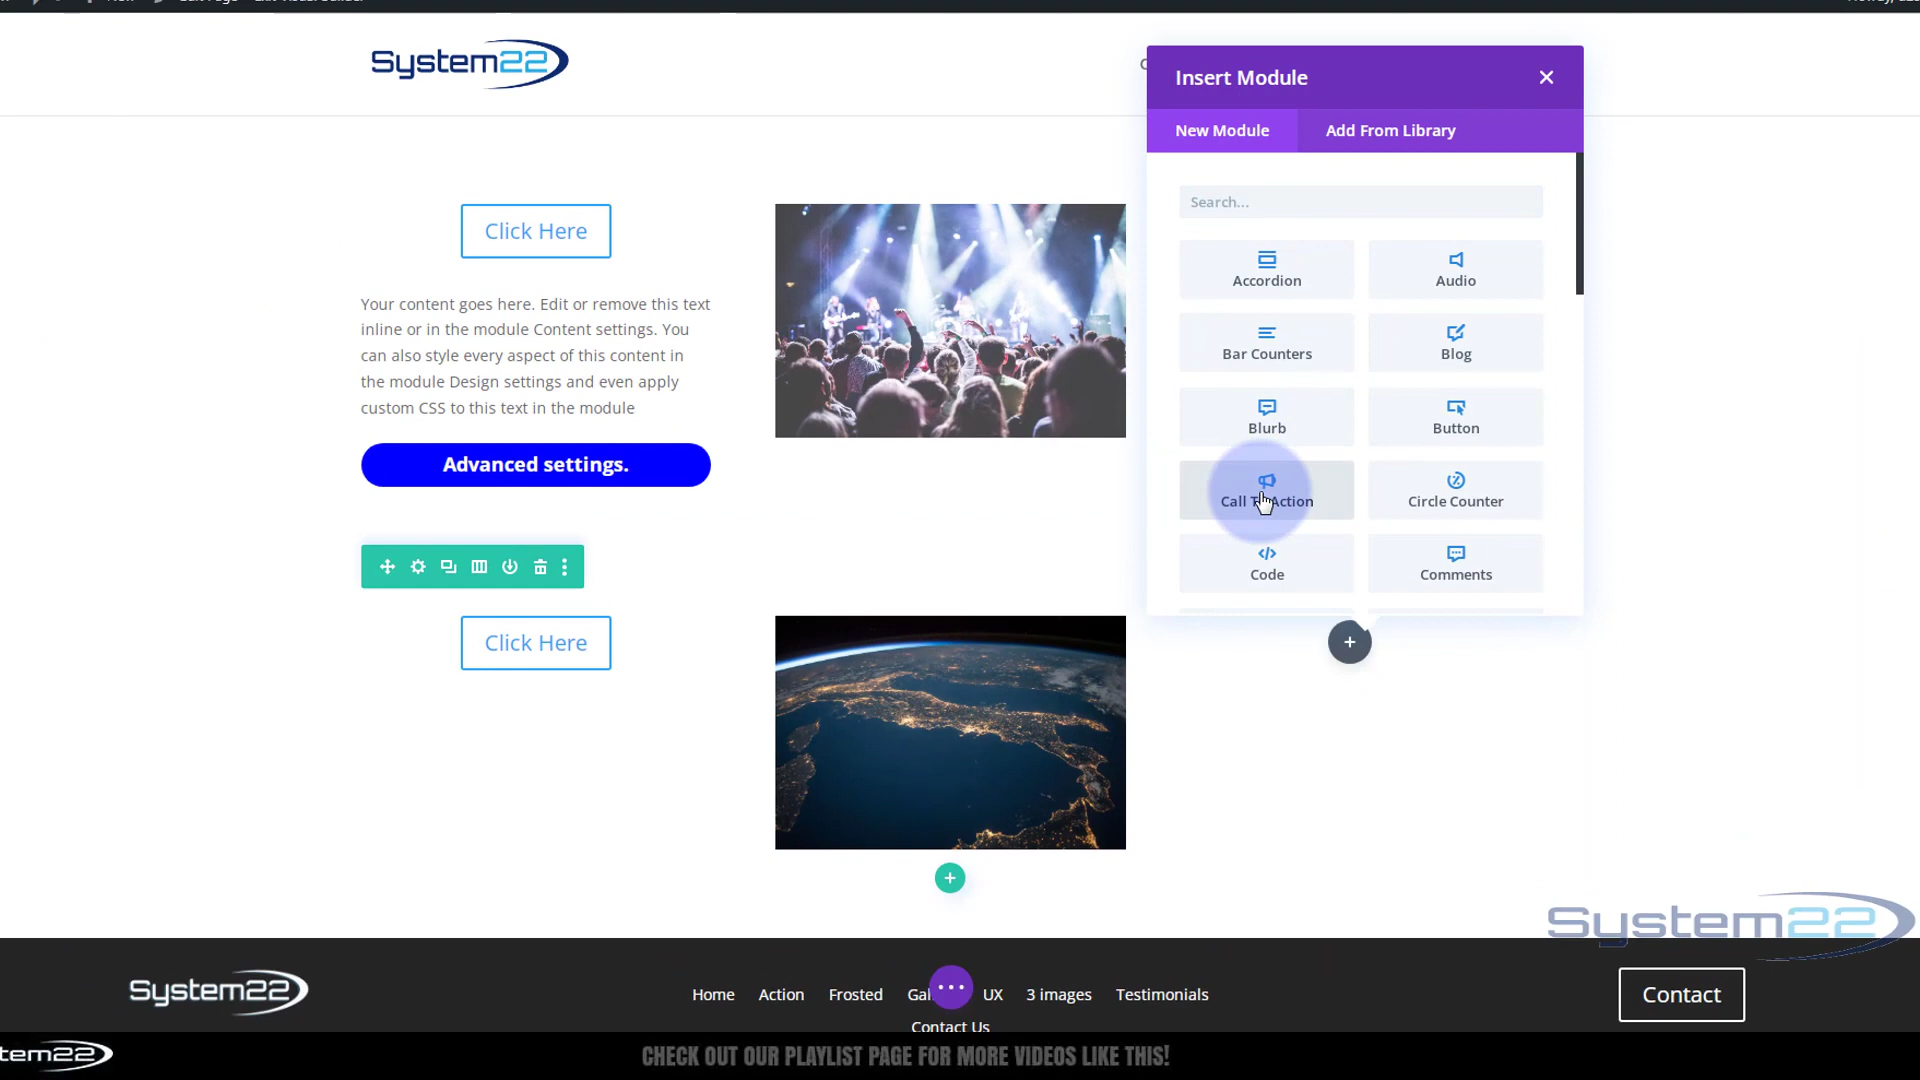 System22
Insert Module
New Module
Add From Library
Search...
Accordion
Audio
Bar Counters
Blog
Blurb
Button
Call To Action
Circle Counter
Code
Comments
Click Here
Your content goes here. Edit or remove this text
inline or in the module Content settings. You
can also style every aspect of this content in
the module Design settings and even apply
custom CSS to this text in the module
Advanced settings.
Click Here
System22
System22
Home Action Frosted UX 3 images Testimonials
Contact Us
Contact
tem22
CHECK OUT OUR PLAYLIST PAGE FOR MORE VIDEOS LIKE THIS!